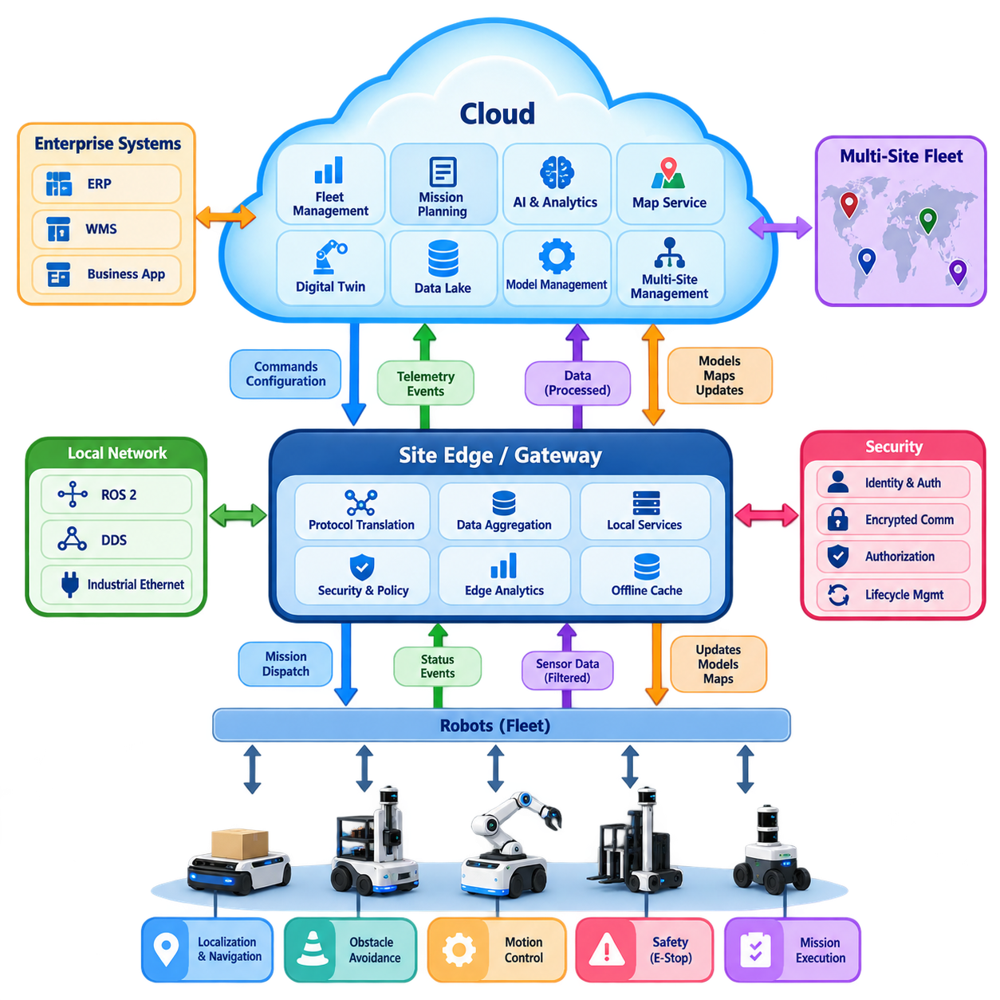 Cloud
Enterprise Systems
ERP
WMS
Business App
Fleet
Management
Mission
Planning
AI & Analytics
Map Service
Digital Twin
Data Lake
Model Management
Multi-Site
Management
Multi-Site Fleet
Commands
Configuration
Telemetry
Events
Data
(Processed)
Models
Maps
Updates
Local Network
ROS 2
DDS
Industrial Ethernet
Site Edge / Gateway
Protocol Translation
Data Aggregation
Local Services
Security & Policy
Edge Analytics
Offline Cache
Security
Identity & Auth
Encrypted Comm
Authorization
Lifecycle Mgmt
Mission
Dispatch
Status
Events
Sensor Data
(Filtered)
Updates
Models
Maps
Robots (Fleet)
Localization
& Navigation
Obstacle
Avoidance
Motion
Control
Safety
(E-Stop)
Mission
Execution